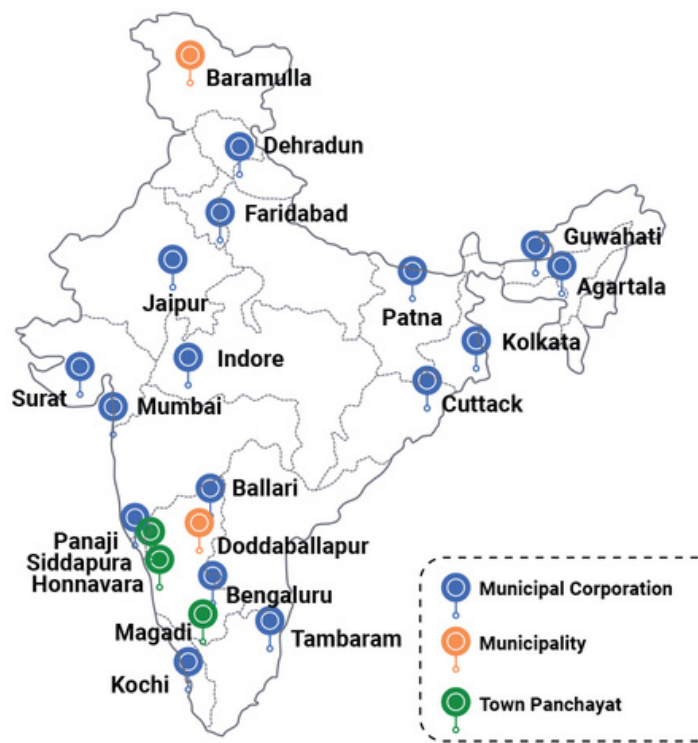 Baramulla
Dehradun
Faridabad
Guwahati
Agartala
Jaipur
Patna
Kolkata
Indore
Surat
Mumbai
Cuttack
Ballari
Panaji
Doddaballapur
Siddapura
Honnavara
Bengaluru
Magadi
Tambaram
Kochi
Municipal Corporation
Municipality
Town Panchayat